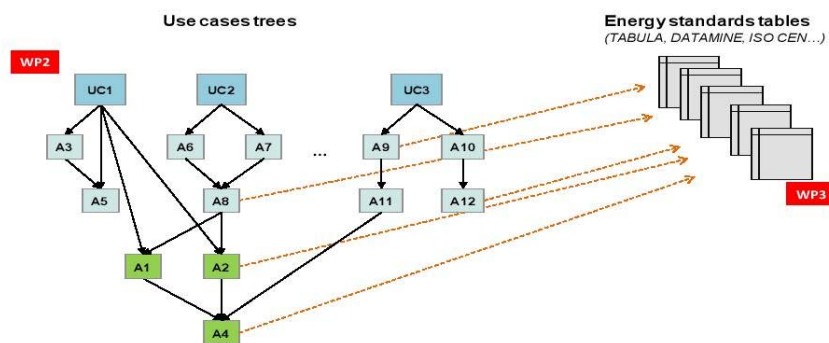 Use cases trees
Energy standards tables
(TABULA, DATAMINE, ISO CEN…)
WP2
UC1
UC2
UC3
A3
A6
A7
...
A9
A10
A5
A8
A11
A12
WP3
A1
A2
A4